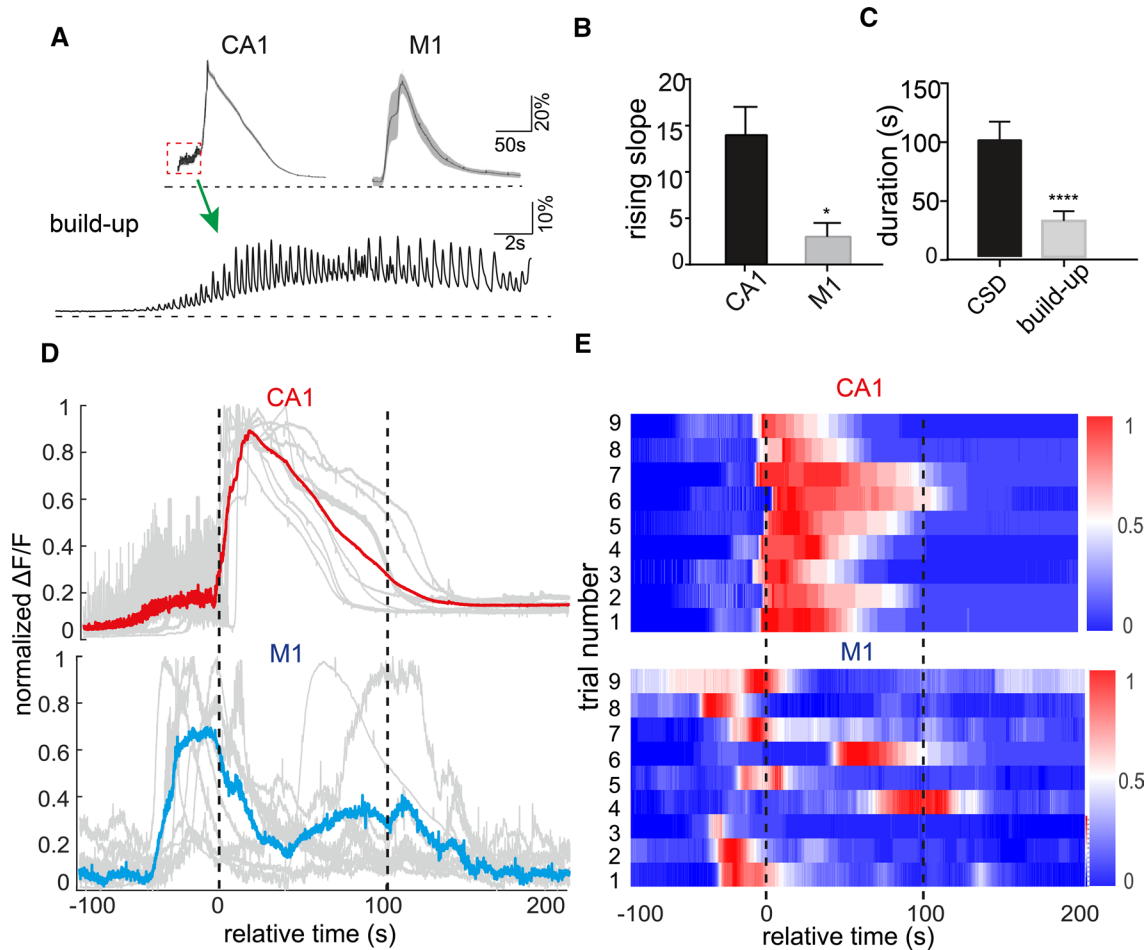 A
CA1
M1
20%
50s
build-up
10%
2s
B
20
15
10
5
0
rising slope
*
CA1
M1
C
150
100
50
0
duration (s)
****
CSD
build-up
D
CA1
1
0.8
0.6
0.4
0.2
0
M1
1
0.8
0.6
0.4
0.2
0
normalized ΔF/F
-100
0
100
200
relative time (s)
E
CA1
9
8
7
6
5
4
3
2
1
1
0.5
0
M1
9
8
7
6
5
4
3
2
1
1
0.5
0
trial number
-100
0
100
200
relative time (s)